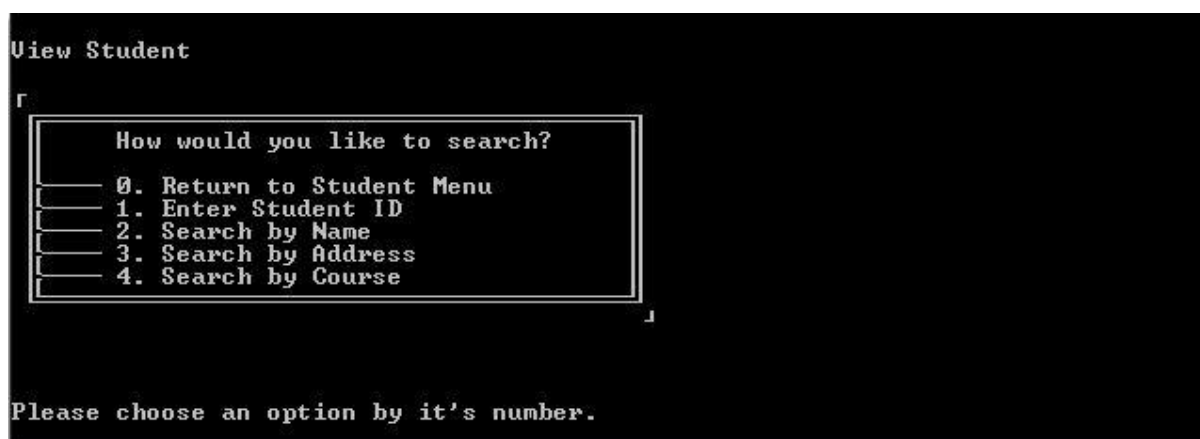 View Student
How would you like to search?
0. Return to Student Menu
1. Enter Student ID
2. Search by Name
3. Search by Address
4. Search by Course
Please choose an option by it's number.